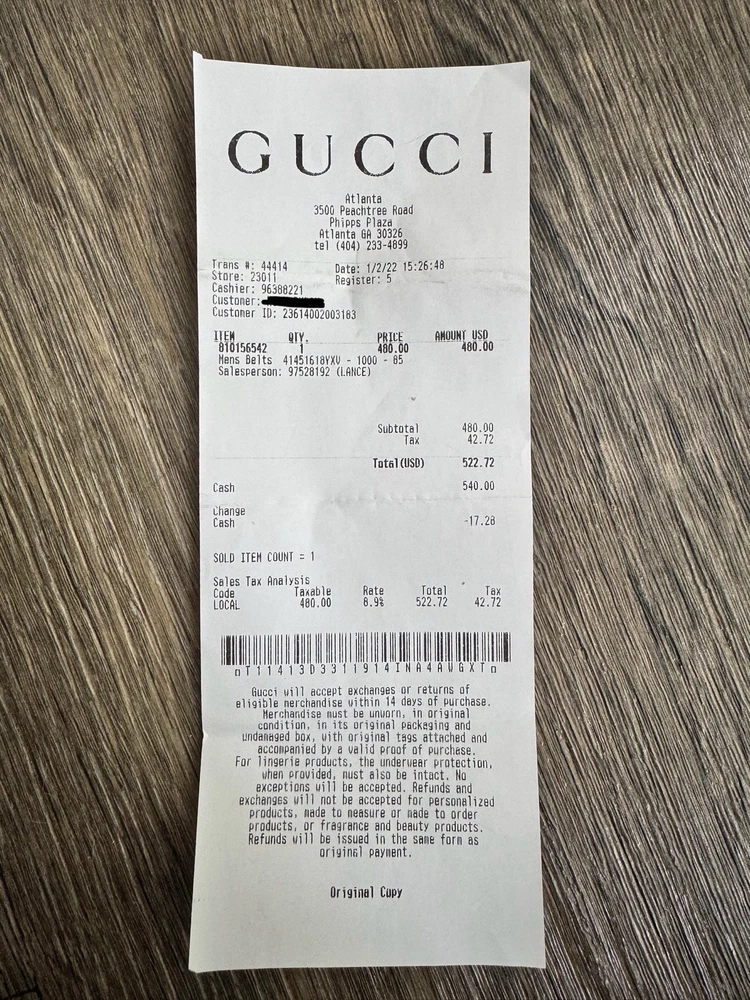 GUCCI
Atlanta
3500 Peachtree Road
Phipps Plaza
Atlanta GA 30326
tel (404) 233-4899
Trans #: 44414 Date: 1/2/22 15:26:48
Store: 23011 Register: 5
Cashier: 96388221
Customer:
Customer ID: 23614002003183
ITEM QTY. PRICE AMOUNT USD
810156542 1 480.00 480.00
Mens Belts 41451618YXV - 1000 - 85
Salesperson: 97528192 (LANCE)
Subtotal 480.00
Tax 42.72
Total(USD) 522.72
Cash 540.00
Change
Cash -17.28
SOLD ITEM COUNT = 1
Sales Tax Analysis
Code Taxable Rate Total Tax
LOCAL 480.00 8.9% 522.72 42.72
T11413D3311914INA4AVGXT
Gucci will accept exchanges or returns of
eligible merchandise within 14 days of purchase.
Merchandise must be unworn, in original
condition, in its original packaging and
undamaged box, with original tags attached and
accompanied by a valid proof of purchase.
For lingerie products, the underwear protection,
when provided, must also be intact. No
exceptions will be accepted. Refunds and
exchanges will not be accepted for personalized
products, made to measure or made to order
products, or fragrance and beauty products.
Refunds will be issued in the same form as
original payment.
Original Copy